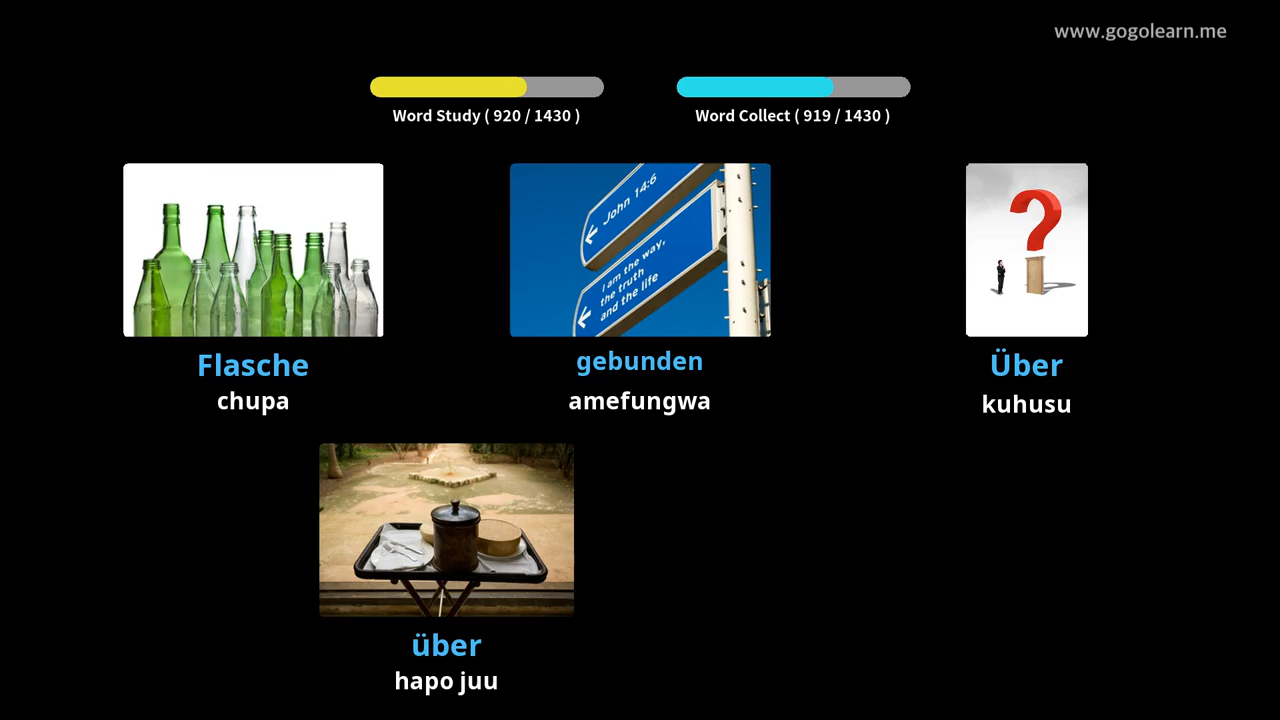 www.gogolearn.me
Word Study ( 920 / 1430 )
Word Collect ( 919 / 1430 )
John 14:6
I am the way,
the truth
and the life
Flasche
chupa
gebunden
amefungwa
Über
kuhusu
über
hapo juu